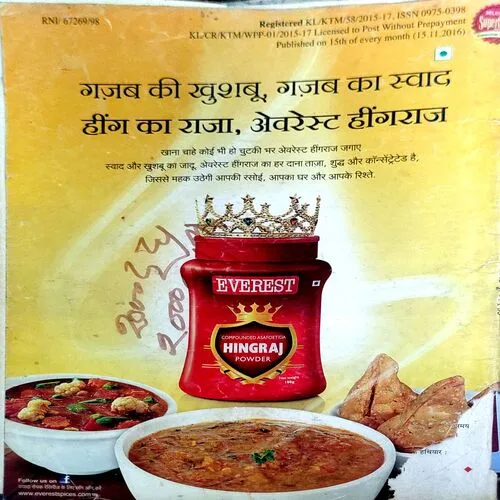 RNI 67269/98
Registered KL/KTM/58/2015-17, ISSN 0975-0398
KL/CR/KTM/WPP-01/2015-17 Licensed to Post Without Prepayment
Published on 15th of every month (15.11.2016)
गज़ब की खुशबू, गज़ब का स्वाद
हींग का राजा, एवरेस्ट हींगराज
खाना चाहे कोई भी हो चुटकी भर एवरेस्ट हींगराज जगाए
स्वाद और खुशबू का जादू. एवरेस्ट हींगराज का हर दाना ताज़ा, शुद्ध और कॉन्सेंट्रेटेड है,
जिससे महक उठेगी आपकी रसोई, आपका घर और आपके रिश्ते.
EVEREST
COMPOUNDED ASAFOETIDA
HINGRAJ
POWDER
2000
Follow us on f
www.everestspices.com